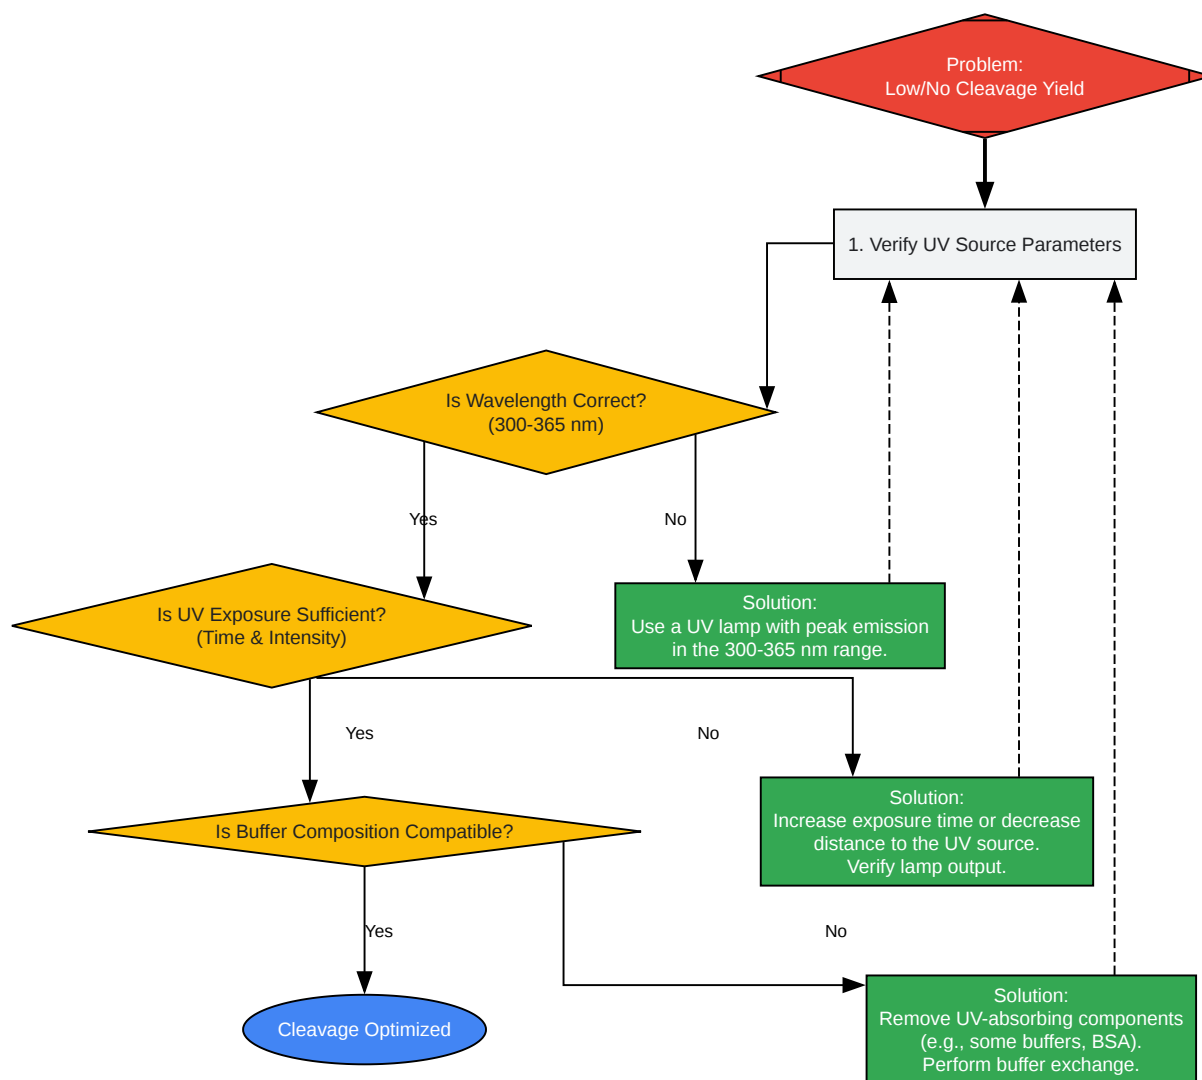 Problem:
Low/No Cleavage Yield
1. Verify UV Source Parameters
Is Wavelength Correct?
(300-365 nm)
Yes
No
Is UV Exposure Sufficient?
(Time & Intensity)
Solution:
Use a UV lamp with peak emission
in the 300-365 nm range.
Yes
No
Is Buffer Composition Compatible?
Solution:
Increase exposure time or decrease
distance to the UV source.
Verify lamp output.
Yes
No
Cleavage Optimized
Solution:
Remove UV-absorbing components
(e.g., some buffers, BSA).
Perform buffer exchange.